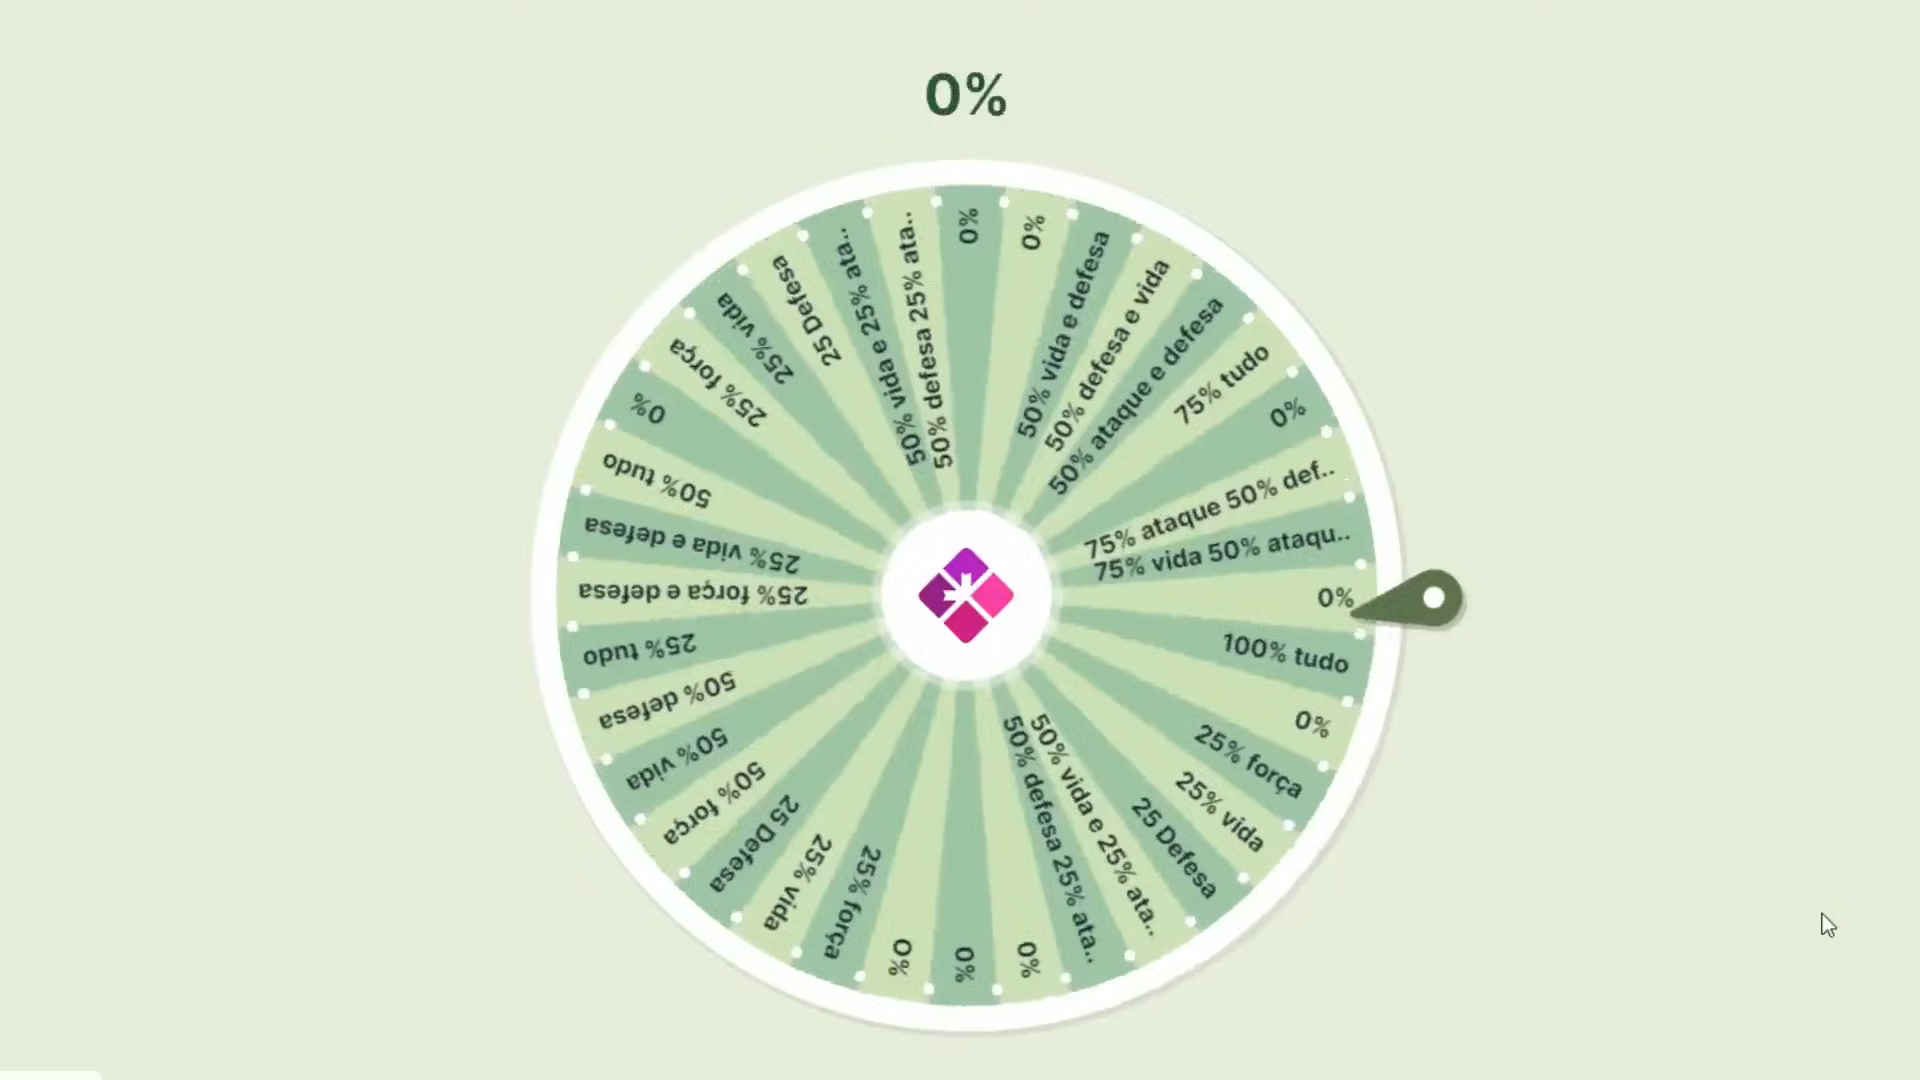 0%
0%
0%
50% vida e defesa
50% defesa e vida
50% ataque e defesa
75% tudo
0%
75% ataque 50% def..
75% vida 50% ataqu..
0%
100% tudo
0%
25% força
25% vida
25 Defesa
50% vida e 25% ata..
50% defesa 25% ata..
0%
0%
0%
25% força
25% vida
25 Defesa
50% força
50% vida
50% defesa
25% tudo
25% força e defesa
25% vida e defesa
50% tudo
0%
25% força
25% vida
25 Defesa
50% vida e 25% ata..
50% defesa 25% ata..